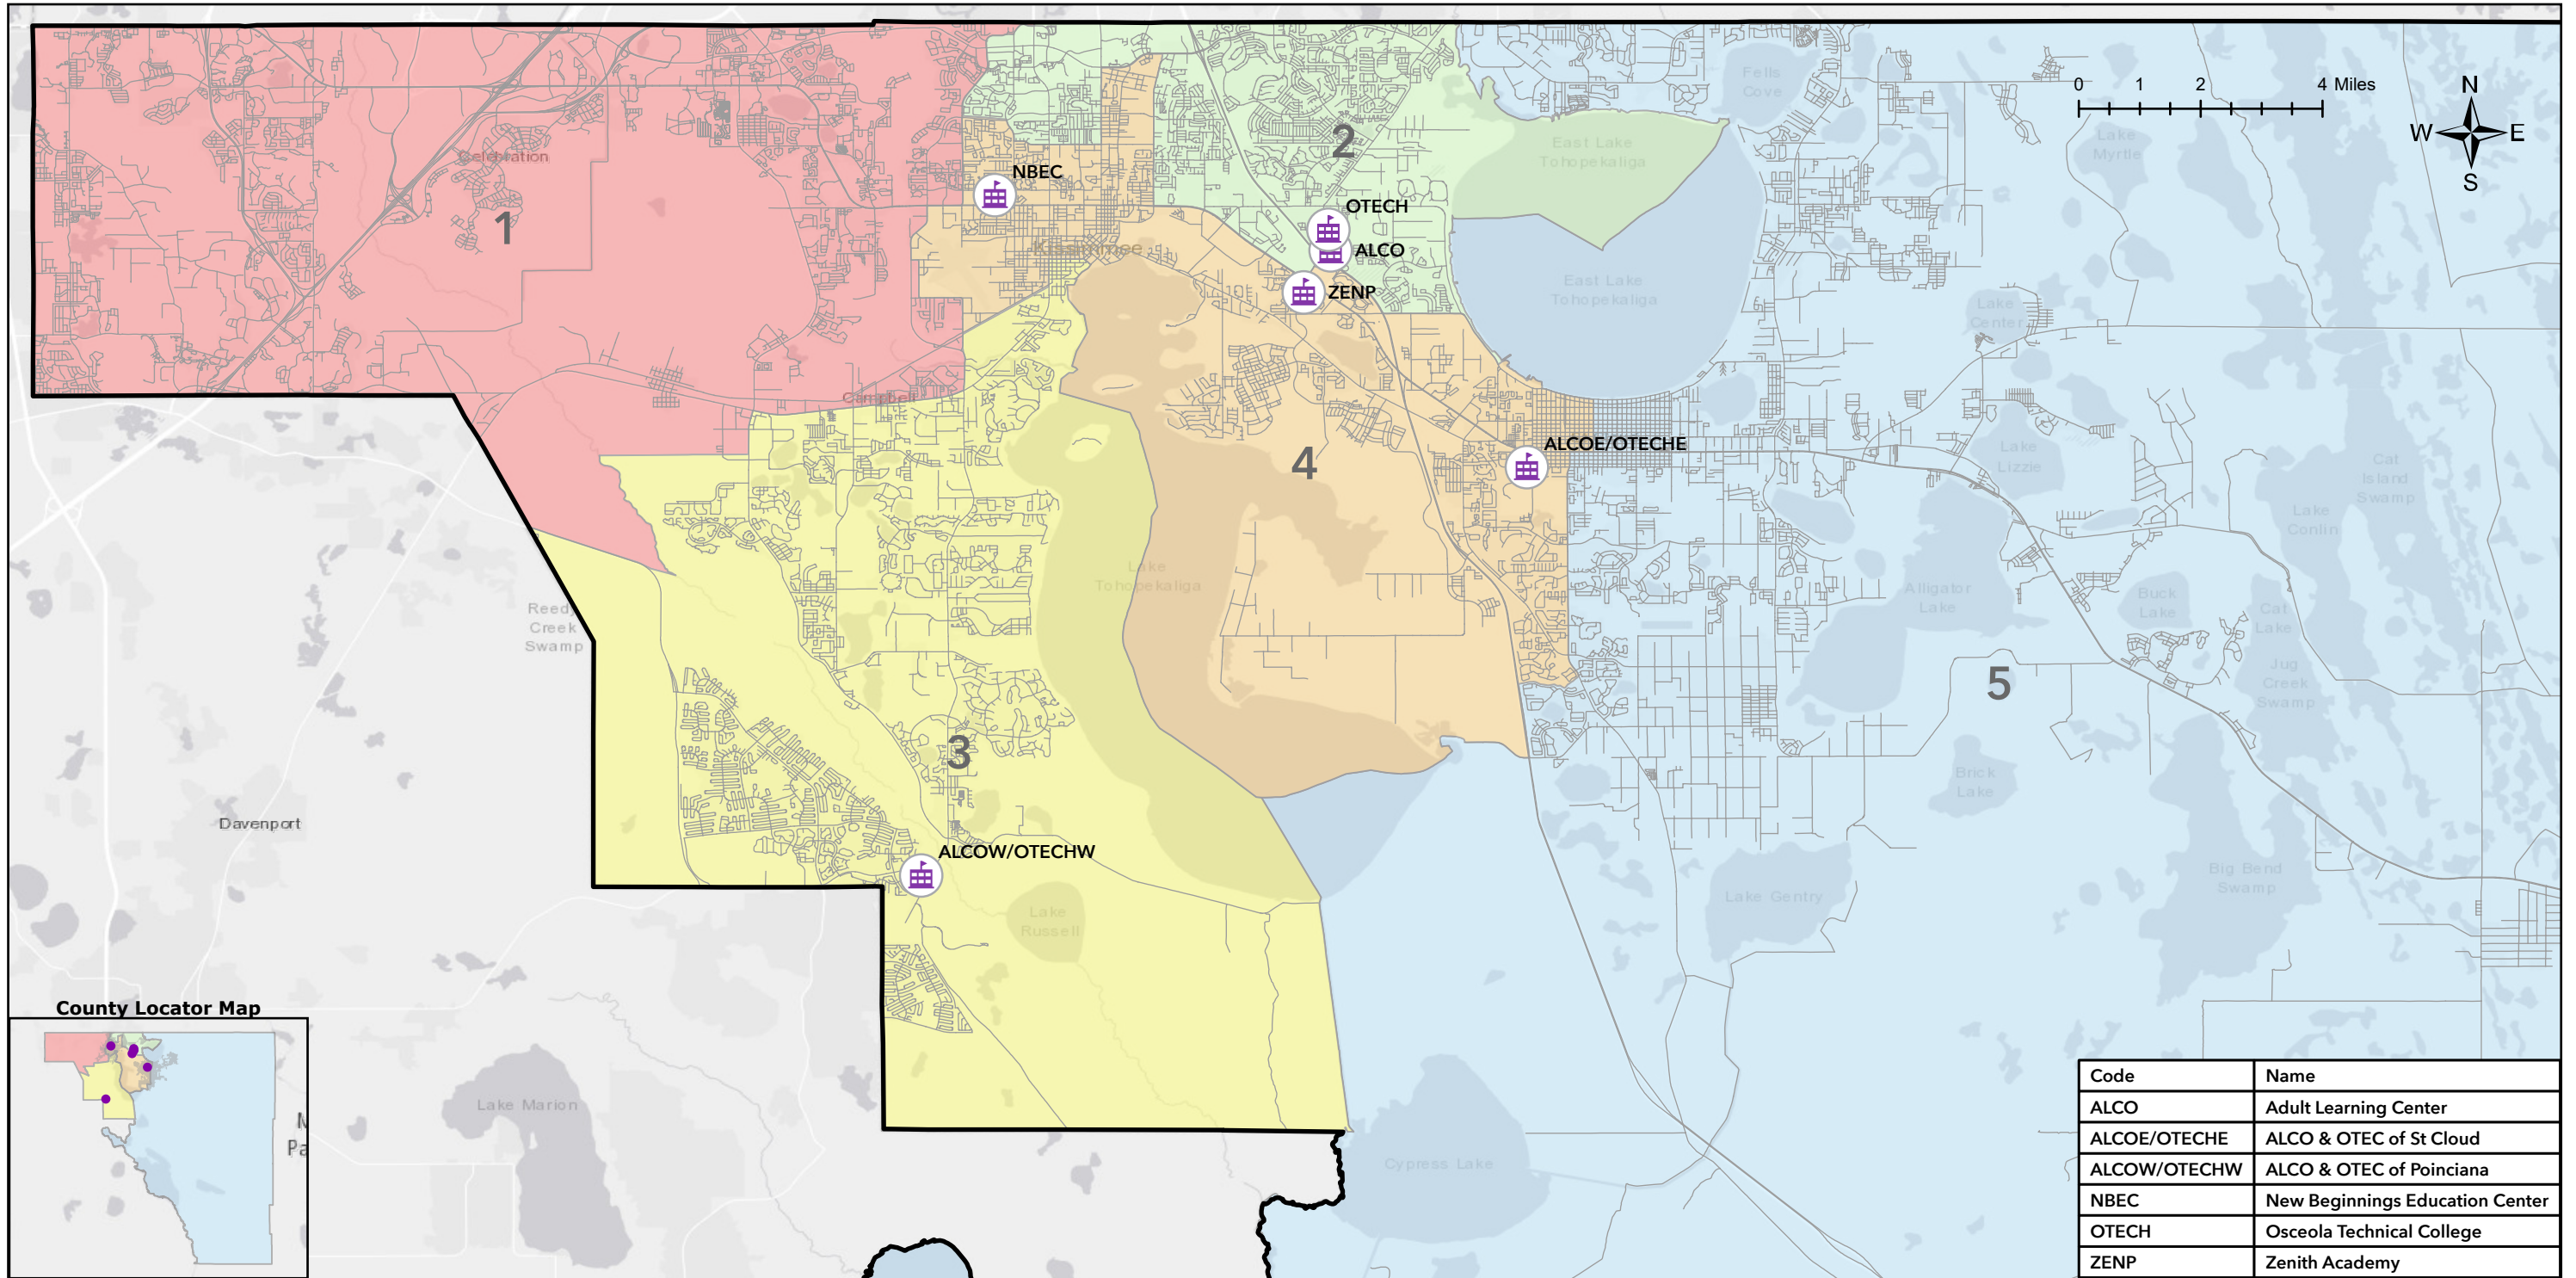 Fells
Cove
0 1 2 4 Miles
N
W E
S
Lake
Myrtle
2
East Lake
Tohopekaliga
Celebration
NBEC
1
OTECH
Kissimmee
ALCO
ZENP
East Lake
Tohopekaliga
Lake
Center
Campbell
ALCOE/OTECHE
4
Lake
Lizzie
Cat
Island
Swamp
Lake
Conlin
Lake
Tohopekaliga
Alligator
Lake
Buck
Lake
Cat
Lake
Reedy
Creek
Swamp
Jug
Creek
Swamp
5
3
Brick
Lake
Davenport
ALCOW/OTECHW
Lake
Russell
Lake Gentry
Big Bend
Swamp
County Locator Map
Lake Marion
Cypress Lake
Code Name
ALCO Adult Learning Center
ALCOE/OTECHE ALCO & OTEC of St Cloud
ALCOW/OTECHW ALCO & OTEC of Poinciana
NBEC New Beginnings Education Center
OTECH Osceola Technical College
ZENP Zenith Academy